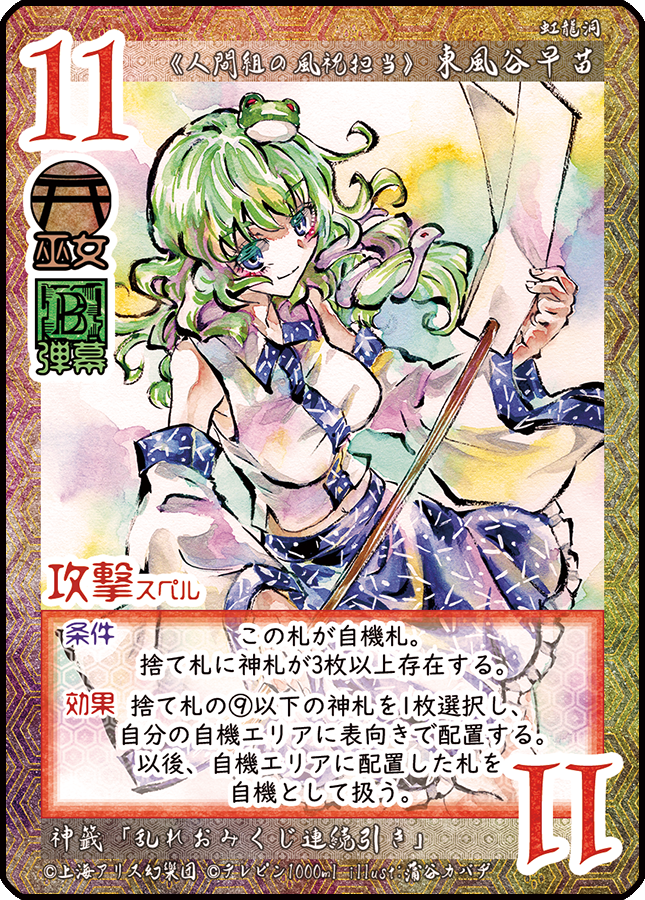 虹龍洞
11
《人間組の風祝担当》 東風谷早苗
巫女
B
弾幕
攻撃スペル
条件 この札が自機札。
捨て札に神札が3枚以上存在する。
効果 捨て札の⑨以下の神札を1枚選択し、
自分の自機エリアに表向きで配置する。
以後、自機エリアに配置した札を
自機として扱う。
11
神籤「乱れおみくじ連続引き」
©上海アリス幻樂団 ©テレピン1000ml illust:蒲谷カバヂ